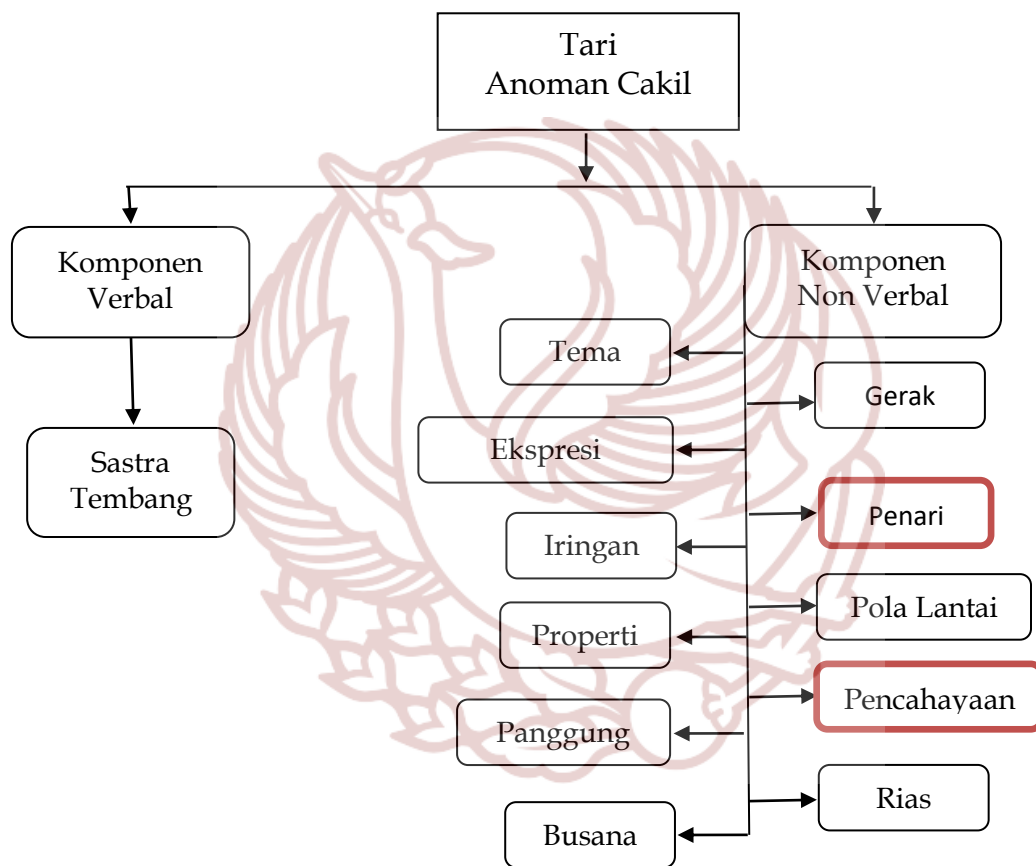 Tari
Anoman Cakil
Komponen
Verbal
Komponen
Non Verbal
Tema
Gerak
Ekspresi
Sastra
Tembang
Penari
Iringan
Pola Lantai
Properti
Pencahayaan
Panggung
Rias
Busana